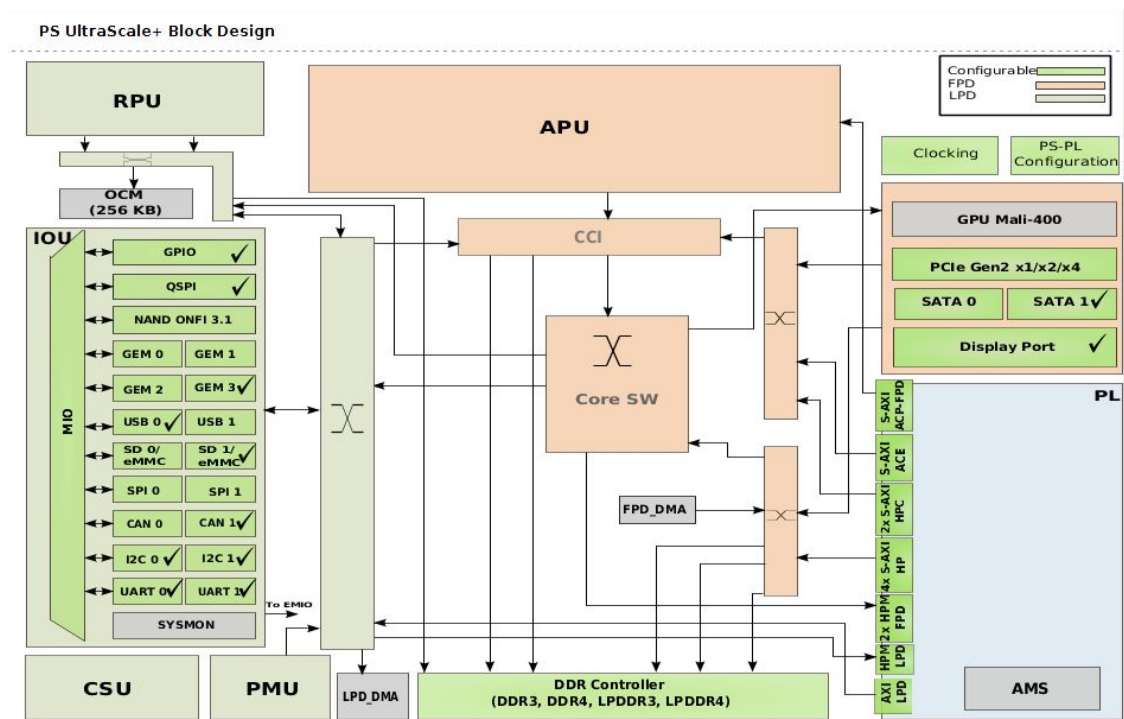 PS UltraScale+ Block Design
Configurable
FPD
LPD
RPU
APU
Clocking
PS-PL
Configuration
OCM
(256 KB)
GPU Mali-400
IOU
CCI
GPIO
PCIe Gen2 x1/x2/x4
QSPI
SATA 0
SATA 1
NAND ONFI 3.1
Display Port
GEM 0
GEM 1
Core SW
GEM 2
GEM 3
PL
S-AXI
ACP-FPD
MIO
USB 0
USB 1
SD 0/
eMMC
SD 1/
eMMC
S-AXI
ACE
SPI 0
SPI 1
2x S-AXI
HPC
FPD_DMA
CAN 0
CAN 1
I2C 0
I2C 1
4x S-AXI
HP
UART 0
UART 1
To EMIO
2x HPM
FPD
SYSMON
HPM
LPD
CSU
PMU
LPD_DMA
DDR Controller
(DDR3, DDR4, LPDDR3, LPDDR4)
AXI
LPD
AMS